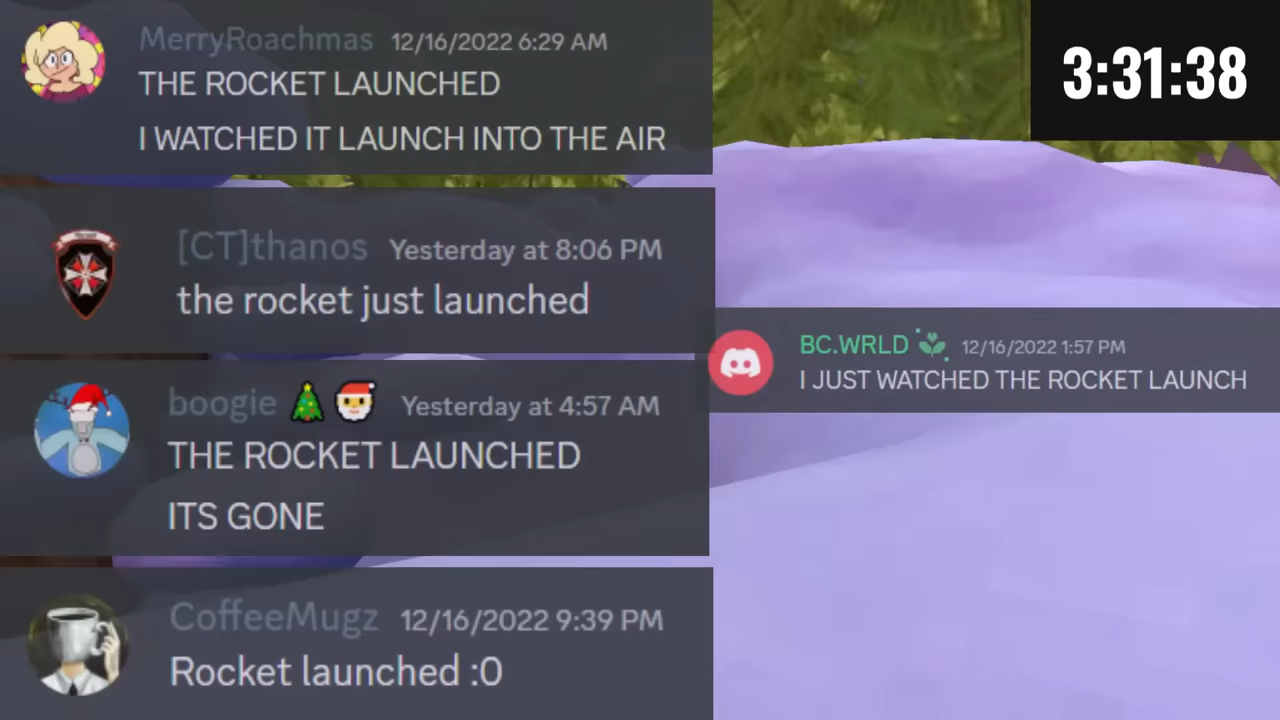 MerryRoachmas 12/16/2022 6:29 AM
THE ROCKET LAUNCHED
I WATCHED IT LAUNCH INTO THE AIR
3:31:38
[CT]thanos Yesterday at 8:06 PM
the rocket just launched
BC.WRLD 12/16/2022 1:57 PM
I JUST WATCHED THE ROCKET LAUNCH
boogie 🎄🎅 Yesterday at 4:57 AM
THE ROCKET LAUNCHED
ITS GONE
CoffeeMugz 12/16/2022 9:39 PM
Rocket launched :0